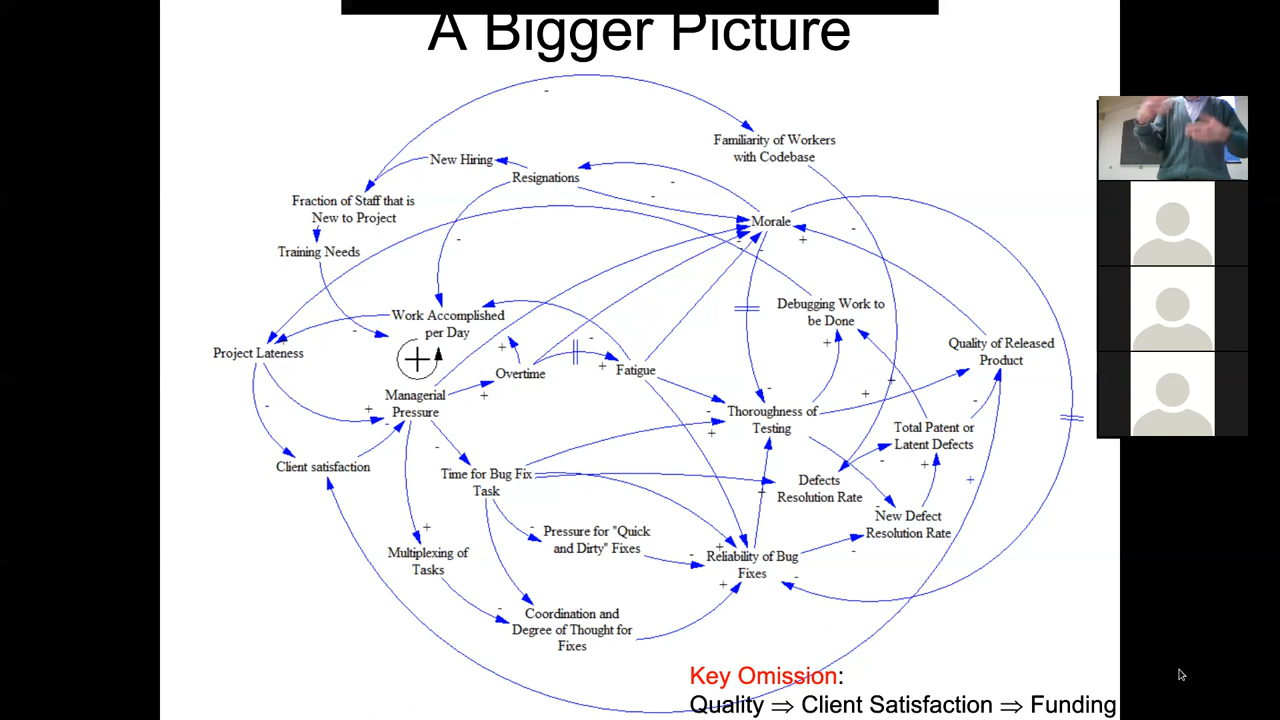 A Bigger Picture
-
Familiarity of Workers
with Codebase
New Hiring
Resignations
-
-
Fraction of Staff that is
New to Project
Morale
-
-
+
-
-
Training Needs
-
Work Accomplished
per Day
Debugging Work to
be Done
-
+
-
+
+
Project Lateness
Quality of Released
Product
+
Overtime
+
Fatigue
+
-
+
+
-
Managerial
Pressure
-
+
-
-
+
Thoroughness of
Testing
Total Patent or
Latent Defects
-
-
+
Client satisfaction
Time for Bug Fix
Task
Defects
Resolution Rate
+
+
-
New Defect
Resolution Rate
+
-
Pressure for "Quick
and Dirty" Fixes
-
+
-
Multiplexing of
Tasks
Reliability of Bug
Fixes
-
+
-
Coordination and
Degree of Thought for
Fixes
Key Omission:
Quality ⇒ Client Satisfaction ⇒ Funding